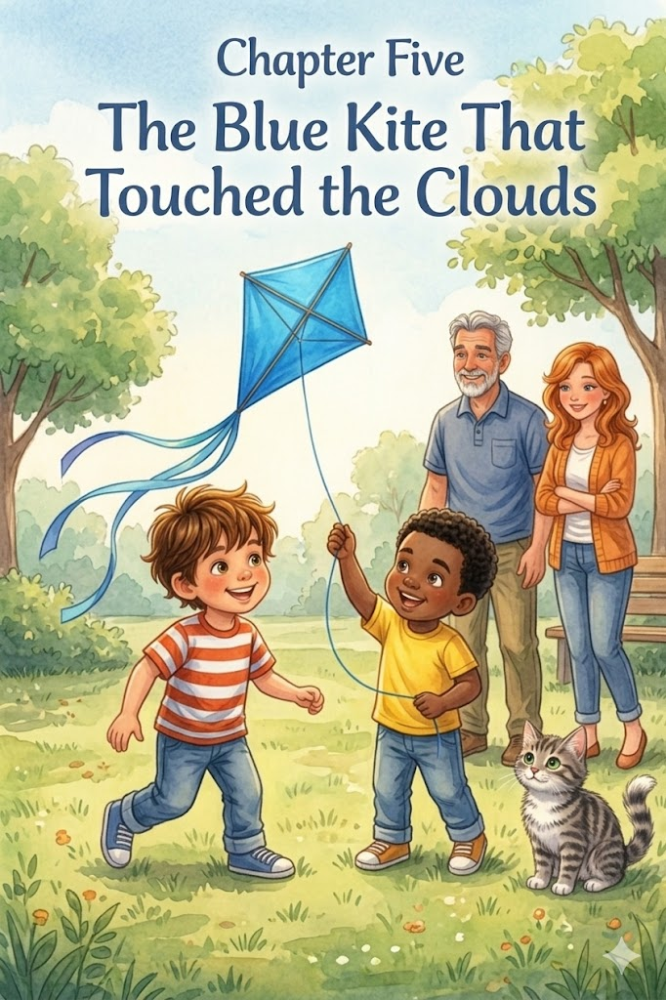 Chapter Five
The Blue Kite That
Touched the Clouds